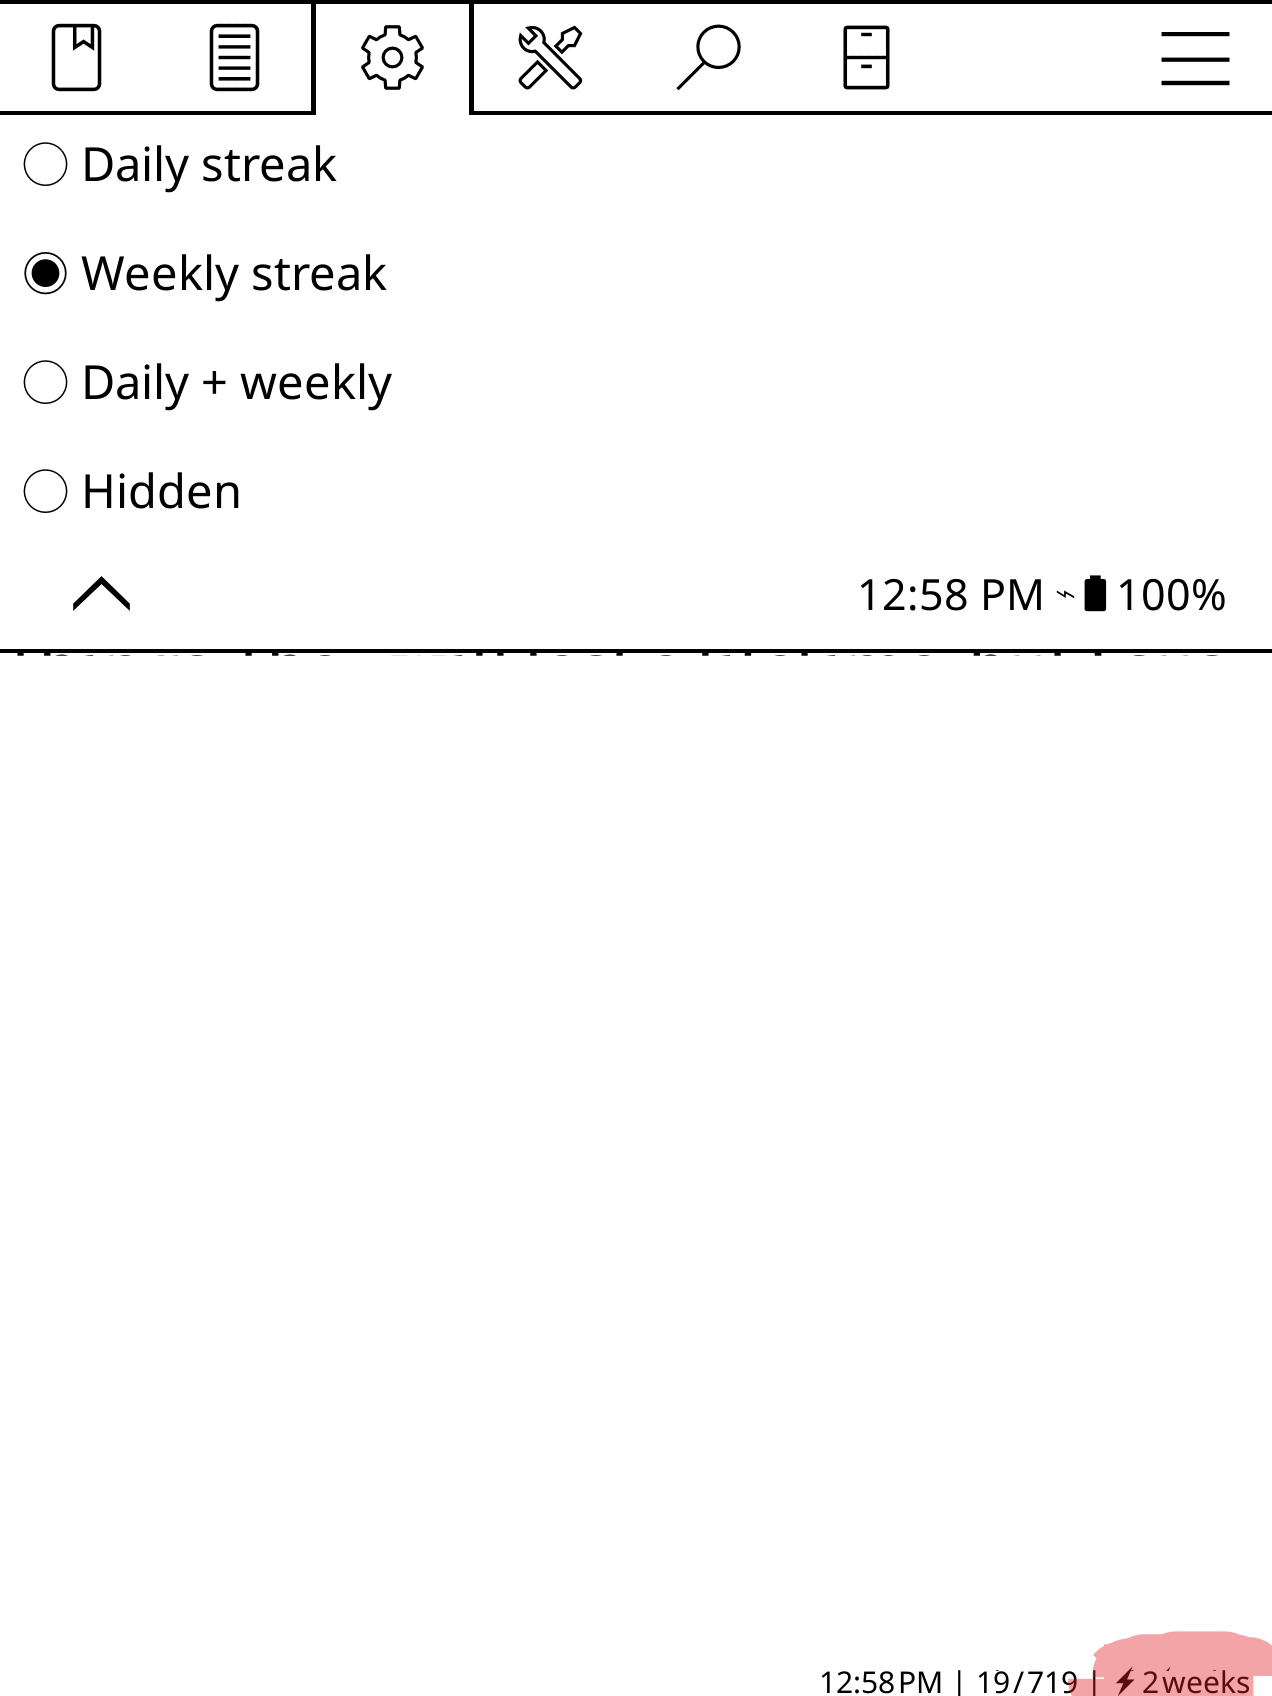 Daily streak
Weekly streak
Daily + weekly
Hidden
12:58 PM 100%
12:58 PM | 19/719 | 2 weeks